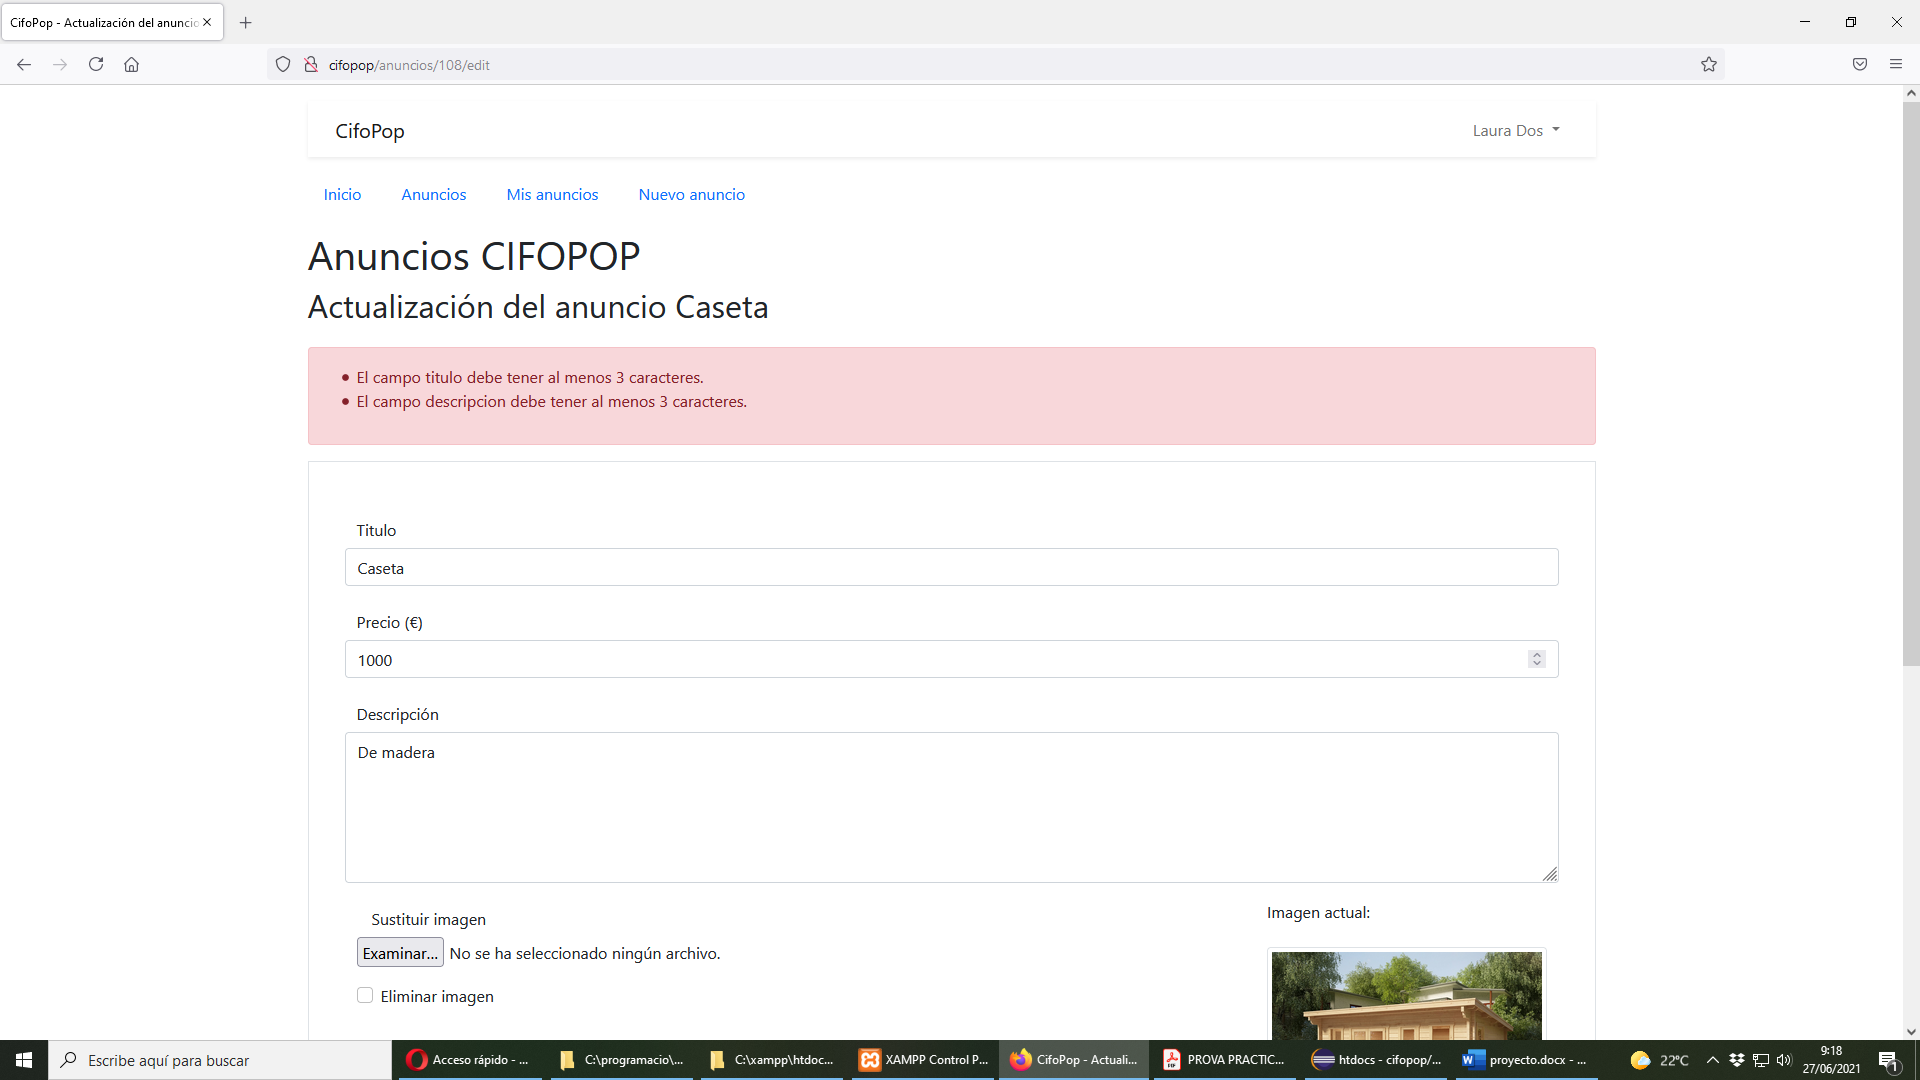 CifoPop - Actualización del anuncio
cifopop/anuncios/108/edit
CifoPop
Laura Dos
Inicio
Anuncios
Mis anuncios
Nuevo anuncio
Anuncios CIFOPOP
Actualización del anuncio Caseta
El campo titulo debe tener al menos 3 caracteres.
El campo descripcion debe tener al menos 3 caracteres.
Titulo
Caseta
Precio (€)
1000
Descripción
De madera
Sustituir imagen
Imagen actual:
Examinar... No se ha seleccionado ningún archivo.
Eliminar imagen
Escribe aquí para buscar
Acceso rápido - ...
C:\programacio\...
C:\xampp\htdoc...
XAMPP Control P...
CifoPop - Actuali...
PROVA PRACTIC...
htdocs - cifopop/...
proyecto.docx - ...
22°C
9:18
27/06/2021
1